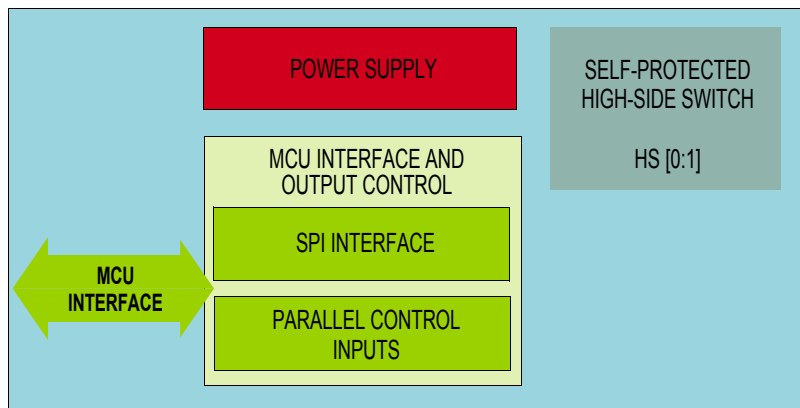 POWER SUPPLY
SELF-PROTECTED
HIGH-SIDE SWITCH
HS [0:1]
MCU INTERFACE AND
OUTPUT CONTROL
SPI INTERFACE
MCU
INTERFACE
PARALLEL CONTROL
INPUTS